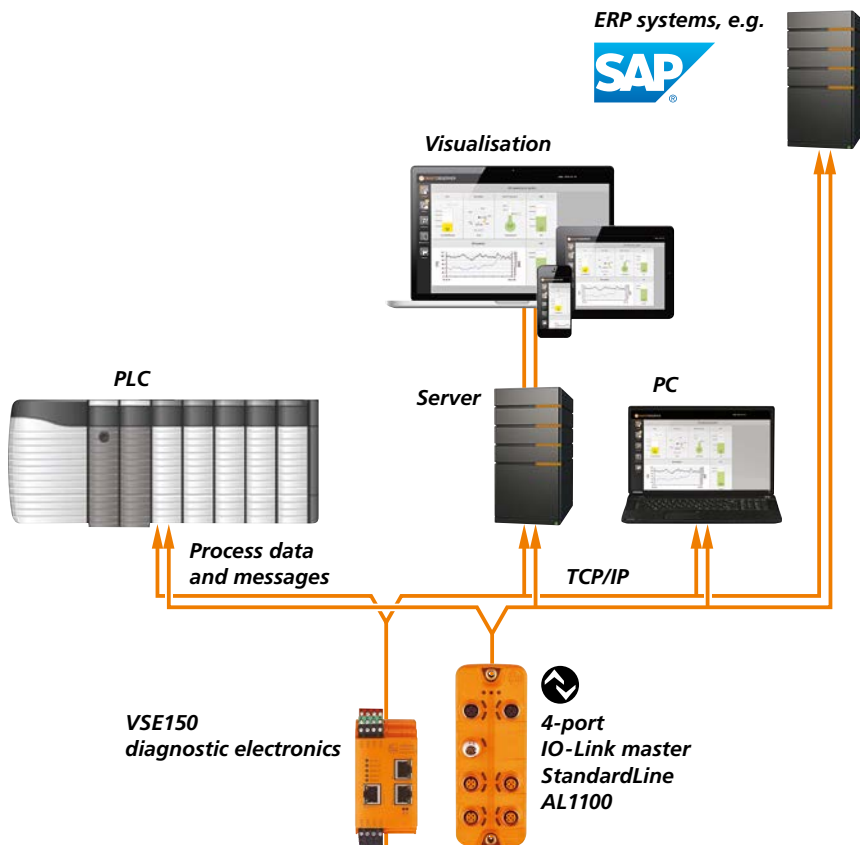 ERP systems, e.g.
SAP
®
Visualisation
PLC
Server
PC
Process data
and messages
TCP/IP
VSE150
diagnostic electronics
4-port
IO-Link master
StandardLine
AL1100